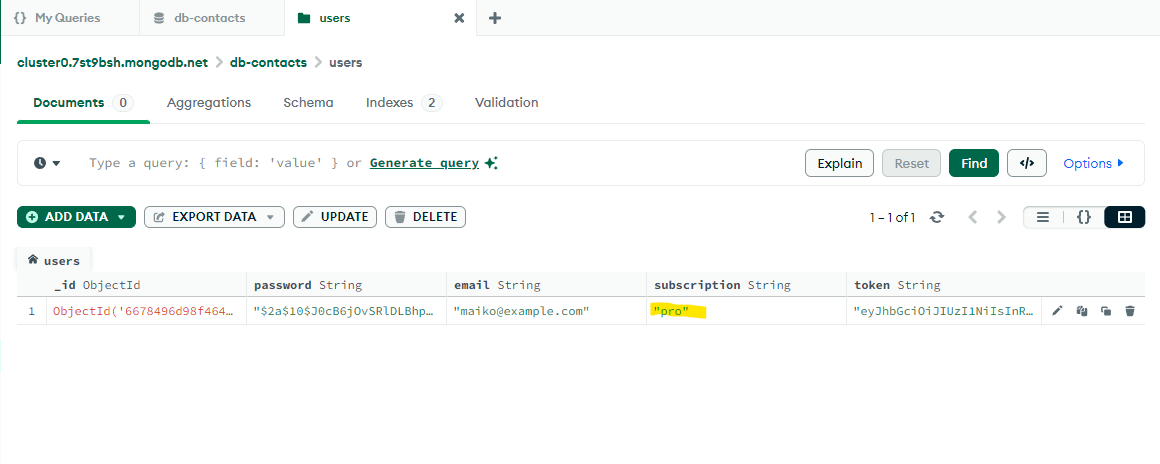 {} My Queries db-contacts users
cluster0.7st9bsh.mongodb.net > db-contacts > users
Documents 0 Aggregations Schema Indexes 2 Validation
Type a query: { field: 'value' } or Generate query Explain Reset Find </> Options
ADD DATA EXPORT DATA UPDATE DELETE 1 – 1 of 1 {}
users
_id ObjectId password String email String subscription String token String
1 ObjectId('6678496d98f464… "$2a$10$J0cB6jOvSRlDLBhp… "maiko@example.com" "pro" "eyJhbGciOiJIUzI1NiIsInR…